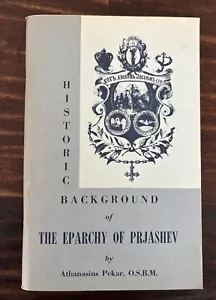 HISTORIC
BACKGROUND
of
THE EPARCHY OF PRJASHEV
by
Athanasius Pekar, O.S.B.M.